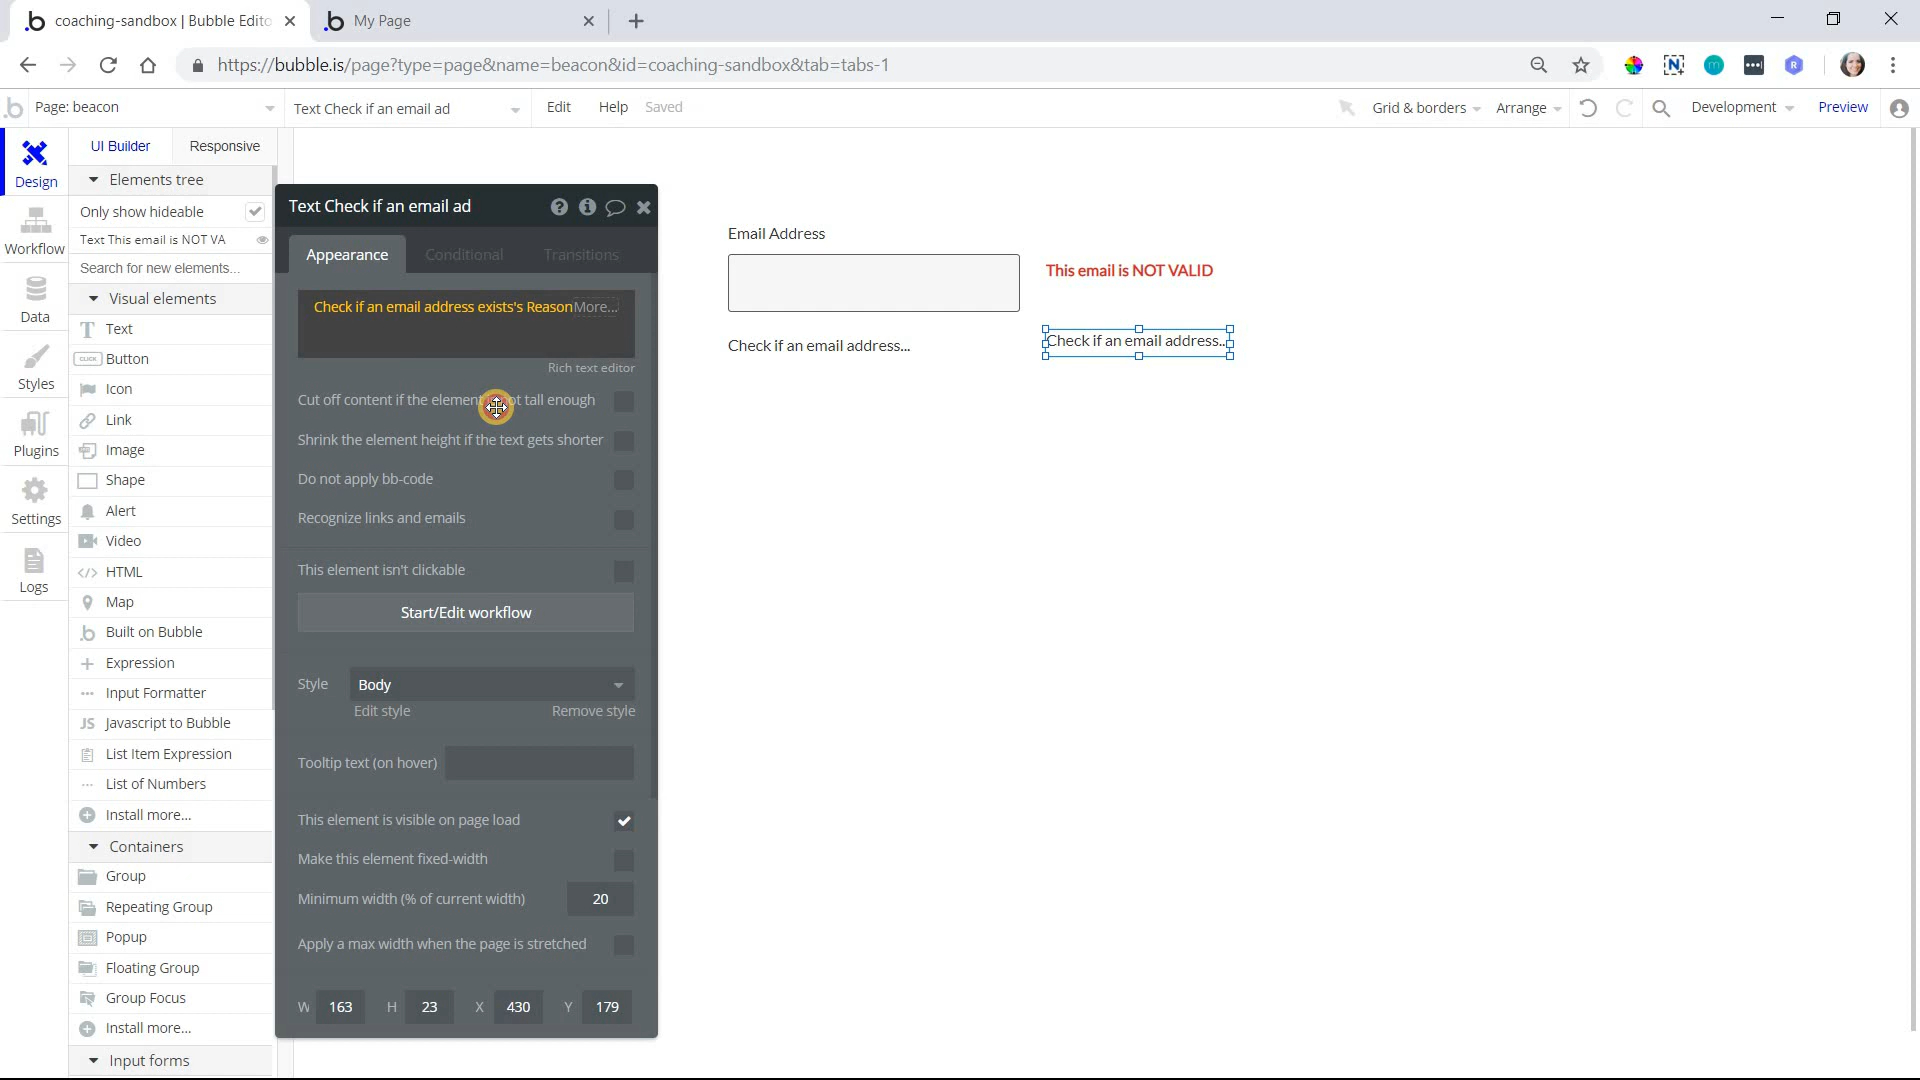 coaching-sandbox | Bubble Edito
My Page
https://bubble.is/page?type=page&name=beacon&id=coaching-sandbox&tab=tabs-1
Page: beacon
Text Check if an email ad
Edit
Help
Saved
Grid & borders
Arrange
Development
Preview
Design
Workflow
Data
Styles
Plugins
Settings
Logs
UI Builder
Responsive
Elements tree
Only show hideable
Text This email is NOT VA
Search for new elements...
Visual elements
Text
CLICK
Button
Icon
Link
Image
Shape
Alert
Video
</> HTML
Map
Built on Bubble
Expression
Input Formatter
JS Javascript to Bubble
List Item Expression
List of Numbers
Install more...
Containers
Group
Repeating Group
Popup
Floating Group
Group Focus
Install more...
Input forms
Text Check if an email ad
Appearance
Conditional
Transitions
Check if an email address exists's Reason More...
Rich text editor
Cut off content if the element ot tall enough
Shrink the element height if the text gets shorter
Do not apply bb-code
Recognize links and emails
This element isn't clickable
Start/Edit workflow
Style
Body
Edit style
Remove style
Tooltip text (on hover)
This element is visible on page load
Make this element fixed-width
Minimum width (% of current width)
20
Apply a max width when the page is stretched
W 163 H 23 X 430 Y 179
Email Address
This email is NOT VALID
Check if an email address...
Check if an email address...